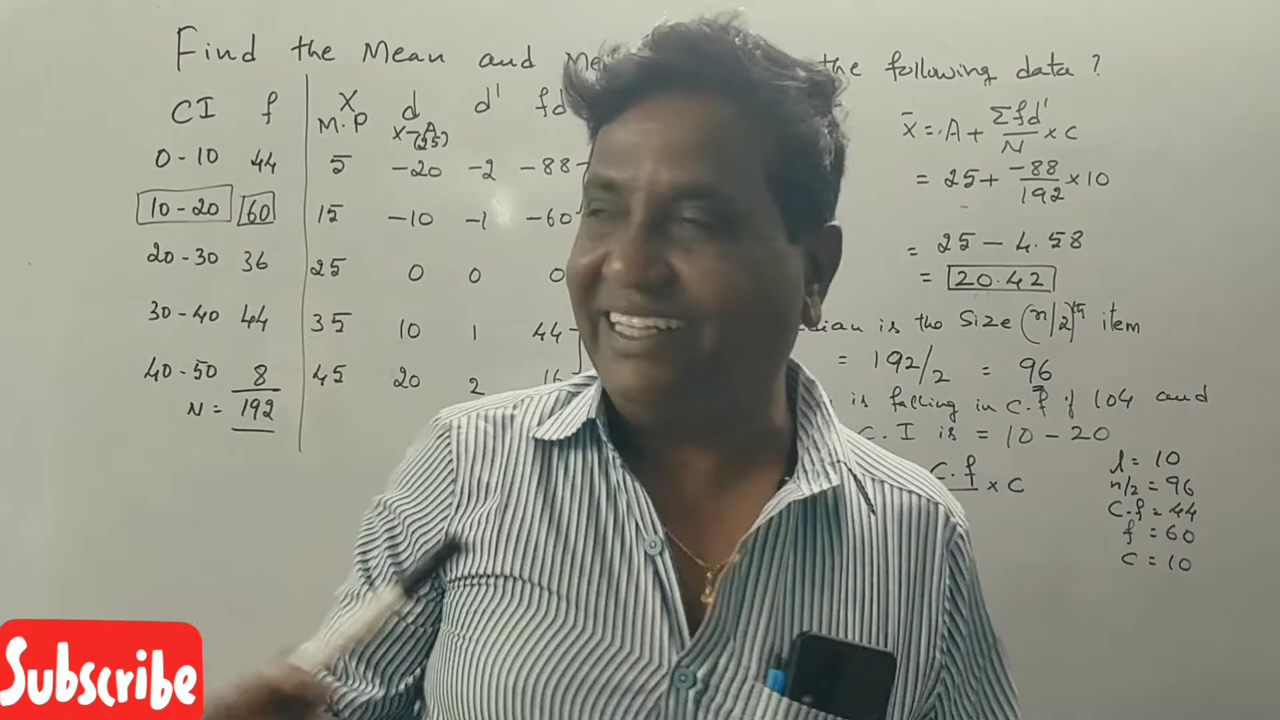 Find the Mean and the following data ?
CI f X d d' fd
M.P X-A (25)
0-10 44 5 -20 -2 -88
10-20 60 15 -10 -1 -60
20-30 36 25 0 0 0
30-40 44 35 10 1 44
40-50 8 45 20 2 16
N = 192
x̄ = A + Σfd'/N × C
= 25 + -88/192 × 10
= 25 - 4.58
= 20.42
is the size (n/2)th item
= 192/2 = 96
is falling in c.f of 104 and
C.I is = 10-20
c.f × C
l = 10
n/2 = 96
C.f = 44
f = 60
C = 10
Subscribe